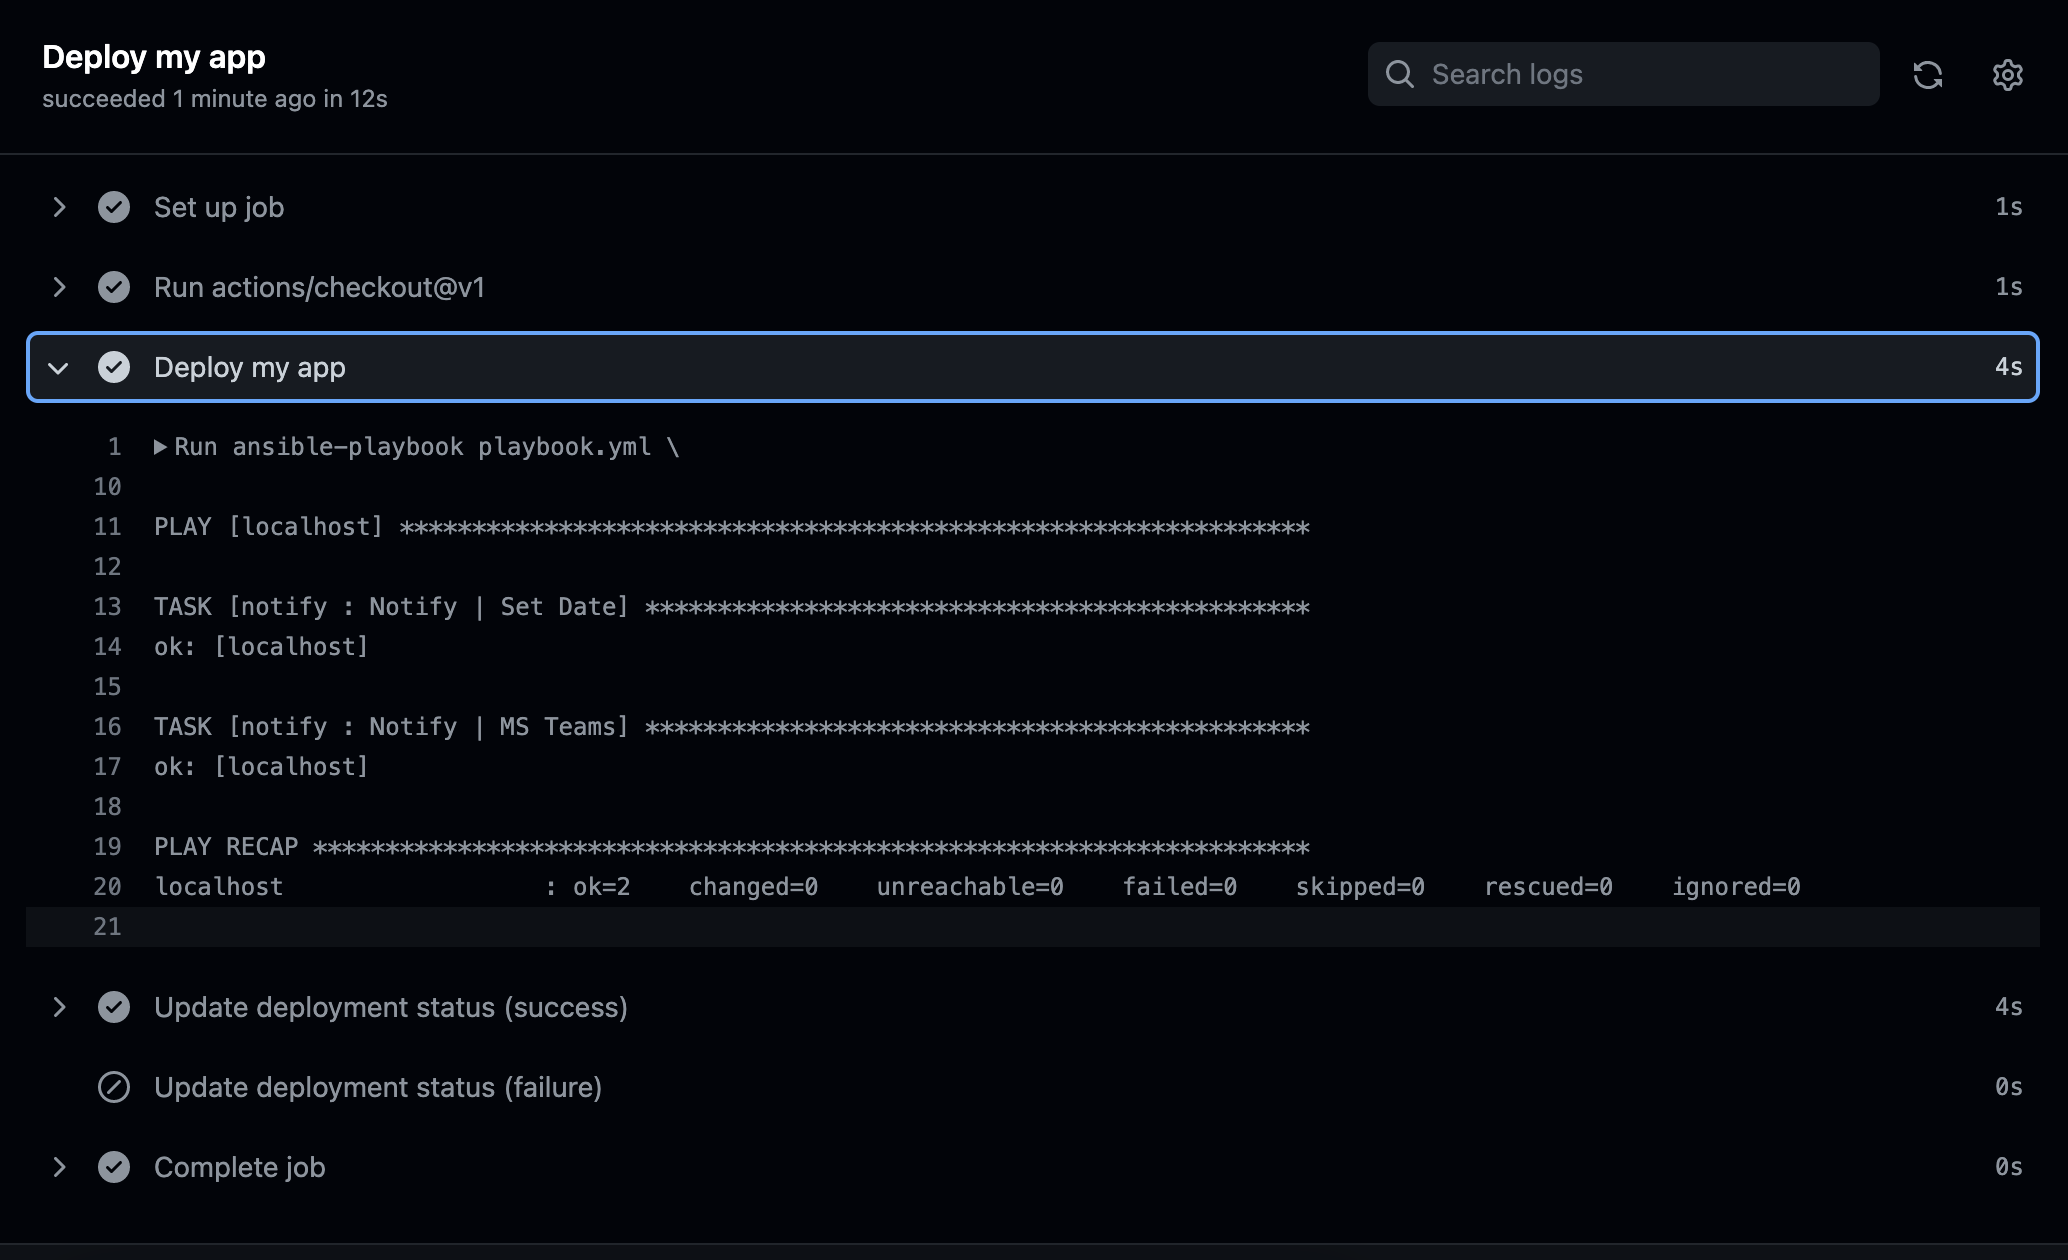 Deploy my app
succeeded 1 minute ago in 12s
Search logs
Set up job 1s
Run actions/checkout@v1 1s
Deploy my app 4s
1 Run ansible-playbook playbook.yml \
10
11 PLAY [localhost] ***************************************************************
12
13 TASK [notify : Notify | Set Date] **********************************************
14 ok: [localhost]
15
16 TASK [notify : Notify | MS Teams] **********************************************
17 ok: [localhost]
18
19 PLAY RECAP *********************************************************************
20 localhost                  : ok=2    changed=0    unreachable=0    failed=0    skipped=0    rescued=0    ignored=0
21
Update deployment status (success) 4s
Update deployment status (failure) 0s
Complete job 0s